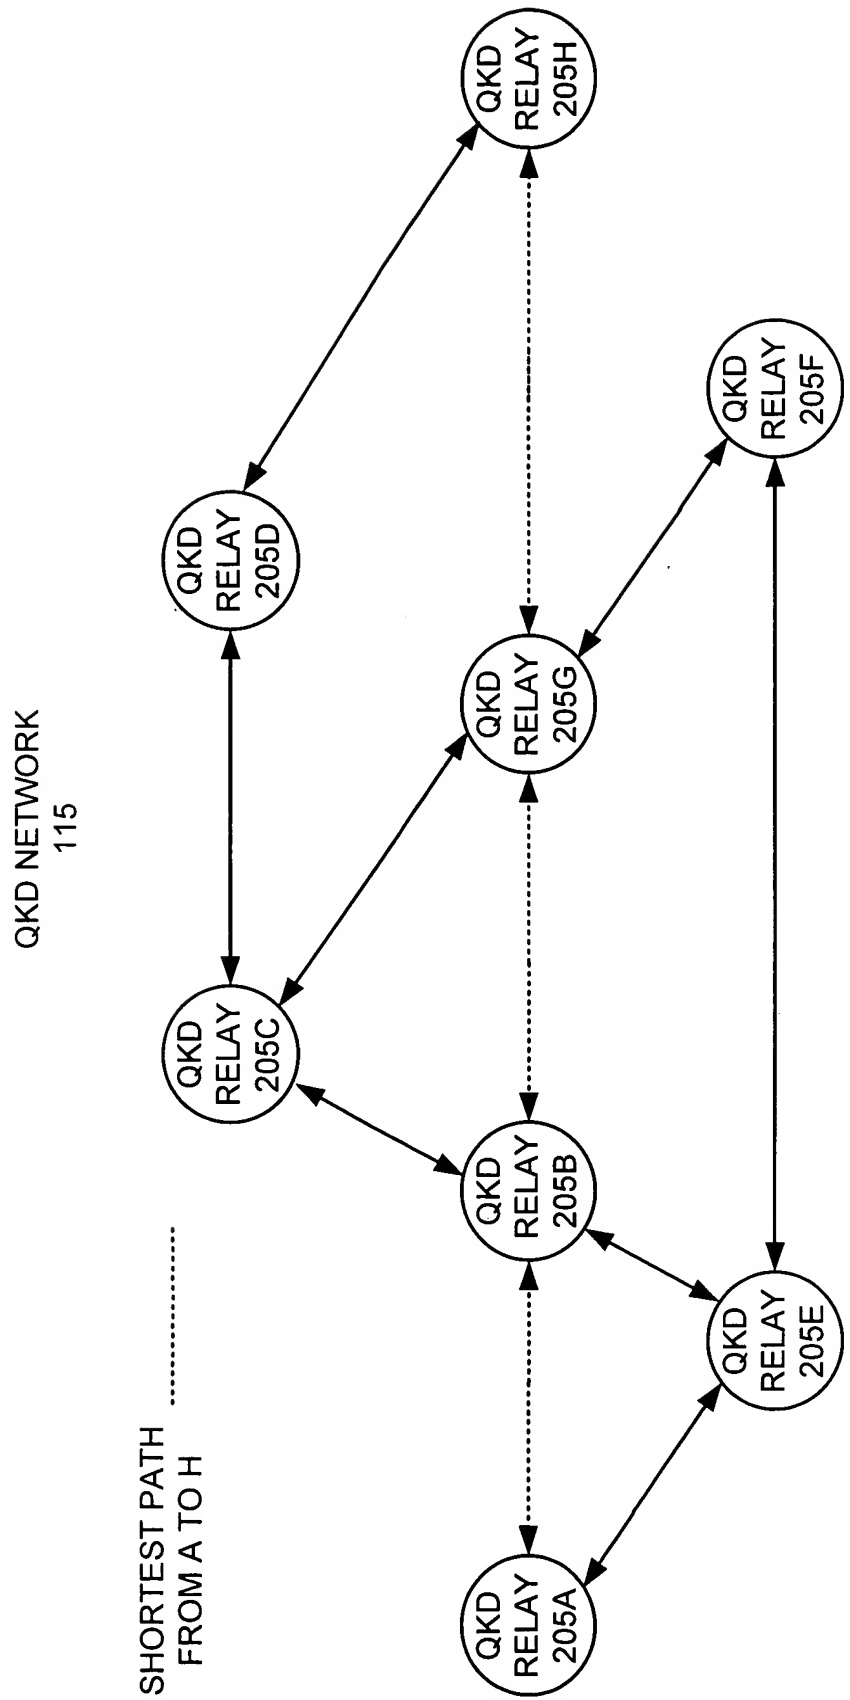 QKD NETWORK
115
SHORTEST PATH
FROM A TO H
QKD
RELAY
205C
QKD
RELAY
205D
QKD
RELAY
205A
QKD
RELAY
205B
QKD
RELAY
205G
QKD
RELAY
205H
QKD
RELAY
205E
QKD
RELAY
205F